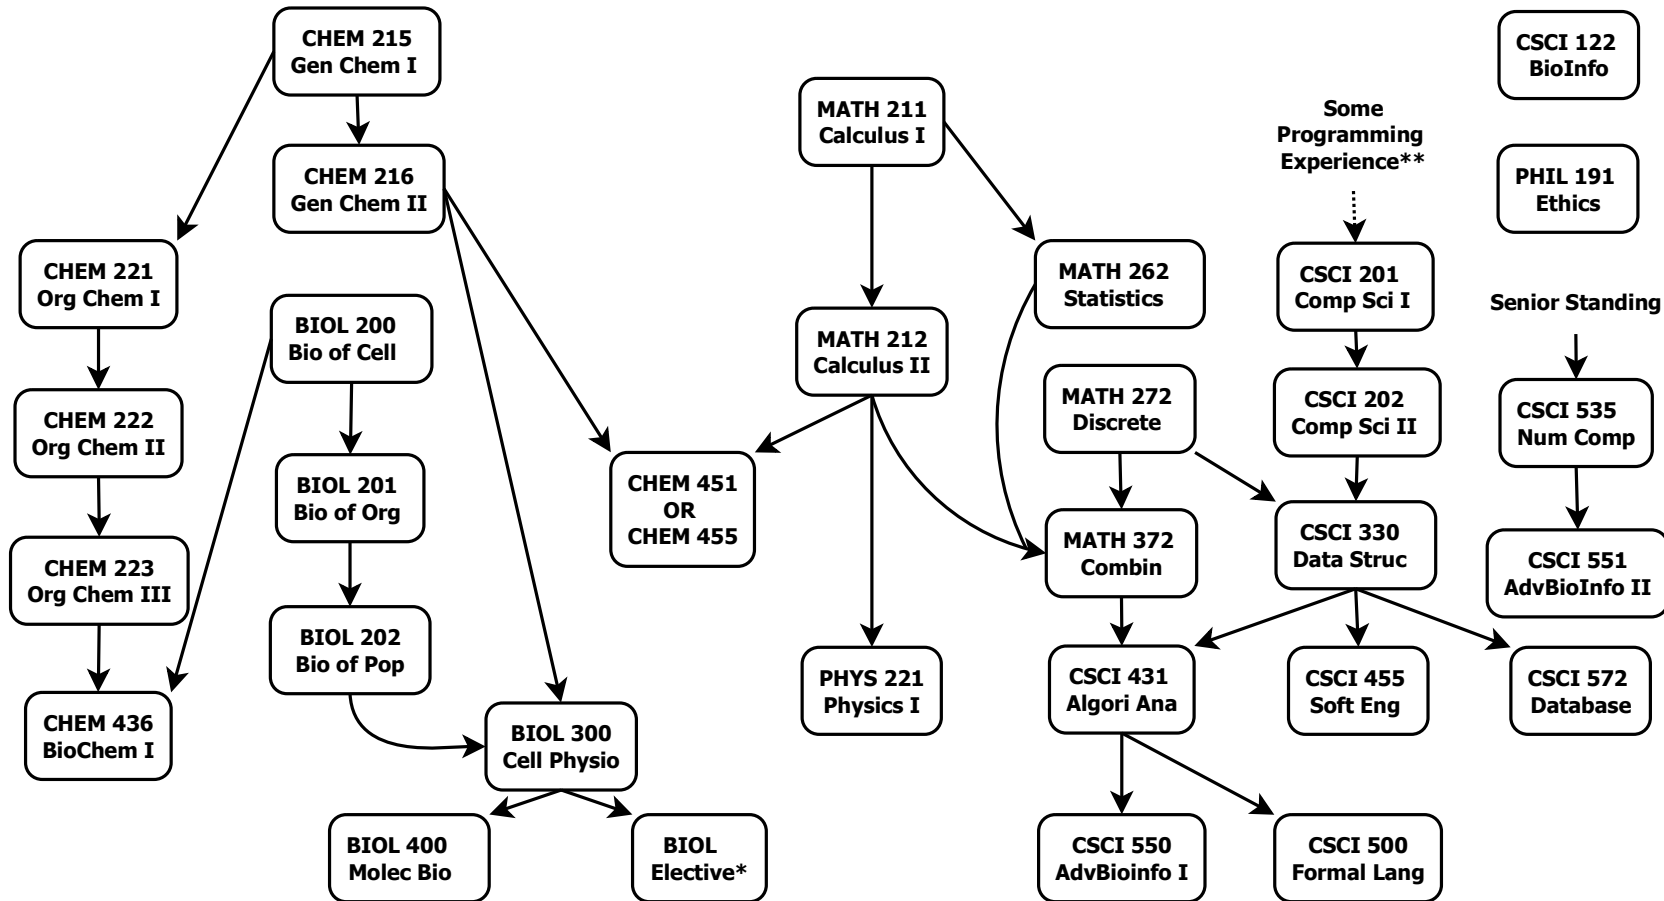 CHEM 215
Gen Chem I
CSCI 122
BioInfo
MATH 211
Calculus I
Some
Programming
Experience**
CHEM 216
Gen Chem II
PHIL 191
Ethics
CHEM 221
Org Chem I
MATH 262
Statistics
CSCI 201
Comp Sci I
Senior Standing
BIOL 200
Bio of Cell
MATH 212
Calculus II
CHEM 222
Org Chem II
MATH 272
Discrete
CSCI 202
Comp Sci II
CSCI 535
Num Comp
BIOL 201
Bio of Org
CHEM 451
OR
CHEM 455
CHEM 223
Org Chem III
MATH 372
Combin
CSCI 330
Data Struc
CSCI 551
AdvBioInfo II
BIOL 202
Bio of Pop
CHEM 436
BioChem I
PHYS 221
Physics I
CSCI 431
Algori Ana
CSCI 455
Soft Eng
CSCI 572
Database
BIOL 300
Cell Physio
BIOL 400
Molec Bio
BIOL
Elective*
CSCI 550
AdvBioinfo I
CSCI 500
Formal Lang